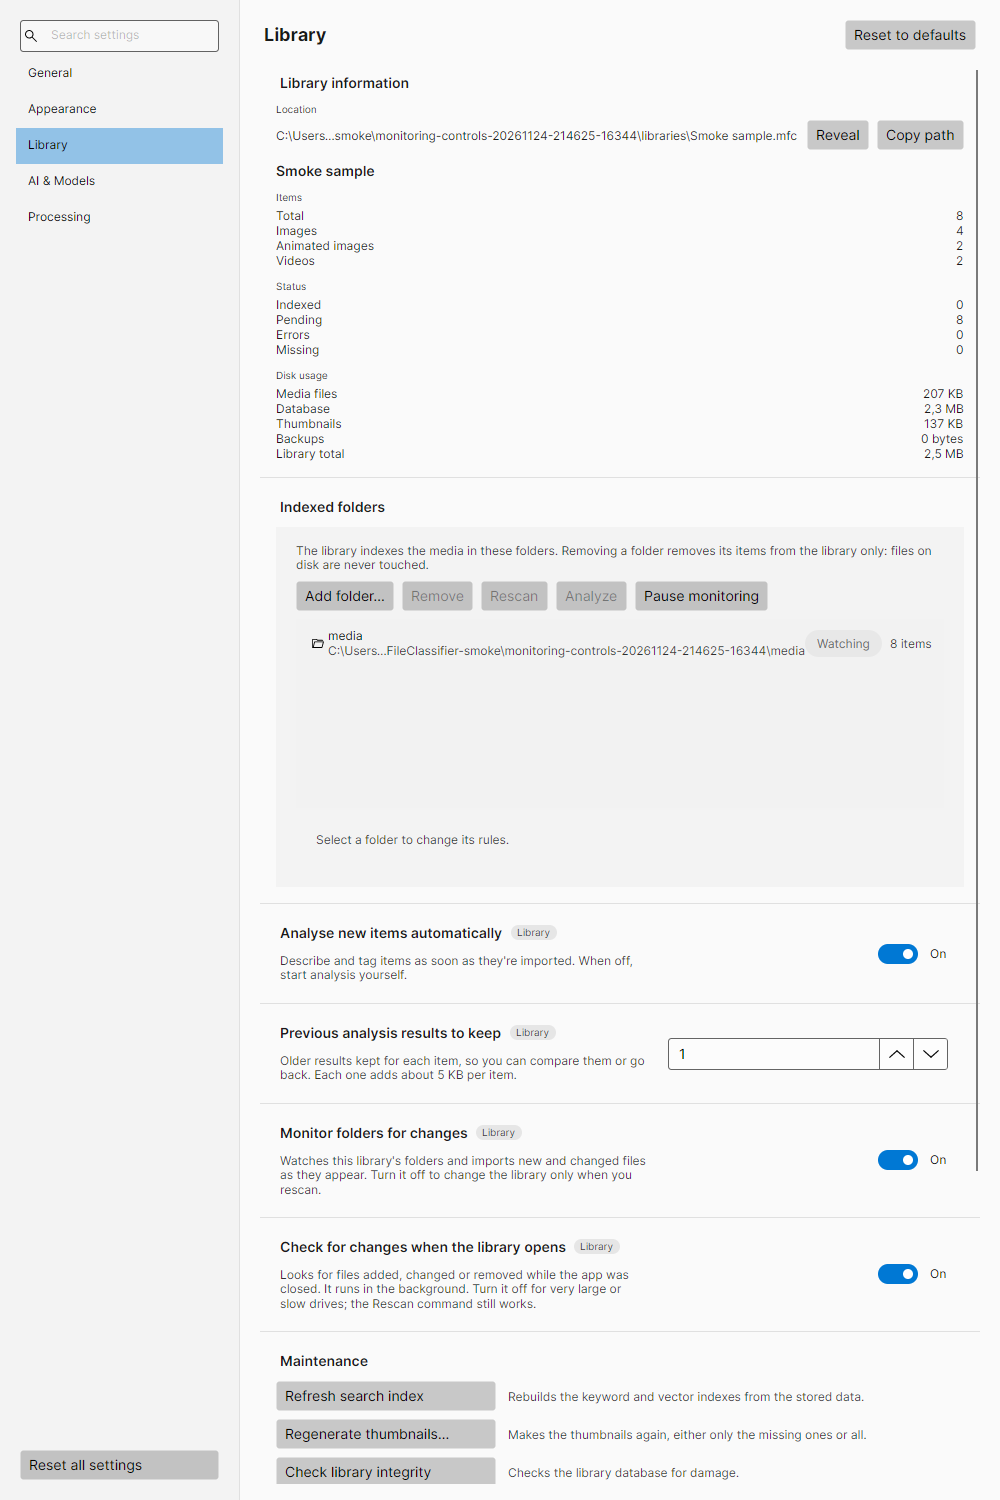 Search settings
General
Appearance
Library
AI & Models
Processing
Reset all settings
Library
Reset to defaults
Library information
Location
C:\Users...smoke\monitoring-controls-20261124-214625-16344\libraries\Smoke sample.mfc
Reveal
Copy path
Smoke sample
Items
Total 8
Images 4
Animated images 2
Videos 2
Status
Indexed 0
Pending 8
Errors 0
Missing 0
Disk usage
Media files 207 KB
Database 2,3 MB
Thumbnails 137 KB
Backups 0 bytes
Library total 2,5 MB
Indexed folders
The library indexes the media in these folders. Removing a folder removes its items from the library only: files on
disk are never touched.
Add folder... Remove Rescan Analyze Pause monitoring
media
C:\Users...FileClassifier-smoke\monitoring-controls-20261124-214625-16344\media
Watching
8 items
Select a folder to change its rules.
Analyse new items automatically Library
Describe and tag items as soon as they're imported. When off,
start analysis yourself.
On
Previous analysis results to keep Library
Older results kept for each item, so you can compare them or go
back. Each one adds about 5 KB per item.
1
Monitor folders for changes Library
Watches this library's folders and imports new and changed files
as they appear. Turn it off to change the library only when you
rescan.
On
Check for changes when the library opens Library
Looks for files added, changed or removed while the app was
closed. It runs in the background. Turn it off for very large or
slow drives; the Rescan command still works.
On
Maintenance
Refresh search index Rebuilds the keyword and vector indexes from the stored data.
Regenerate thumbnails... Makes the thumbnails again, either only the missing ones or all.
Check library integrity Checks the library database for damage.